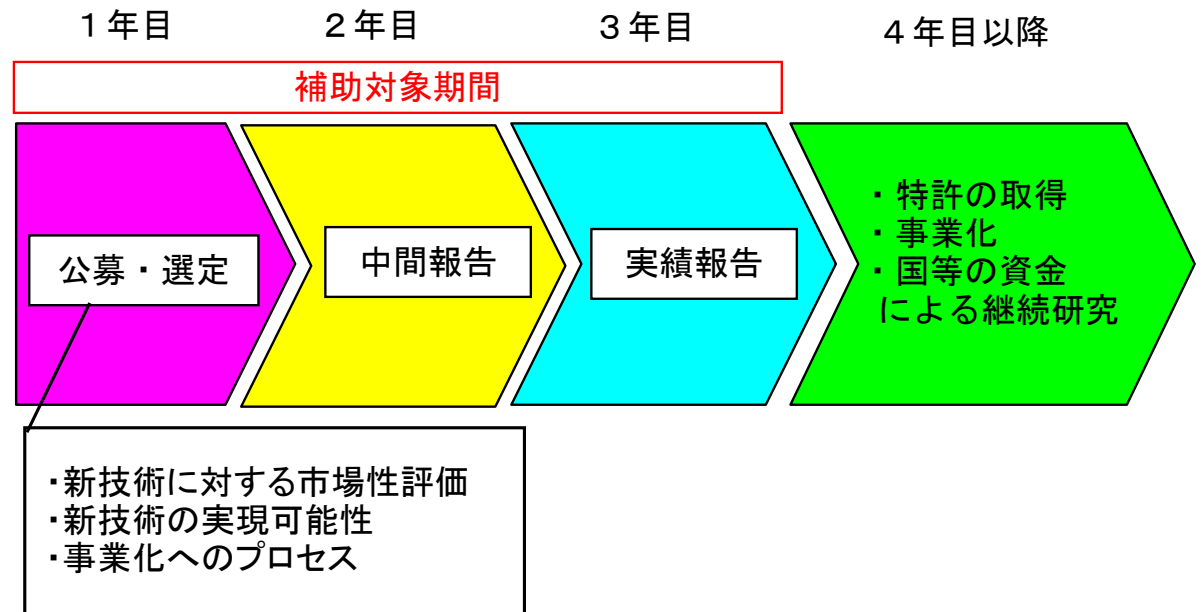 １年目
２年目
３年目
４年目以降
補助対象期間
公募・選定
中間報告
実績報告
・特許の取得
・事業化
・国等の資金
による継続研究
・新技術に対する市場性評価
・新技術の実現可能性
・事業化へのプロセス